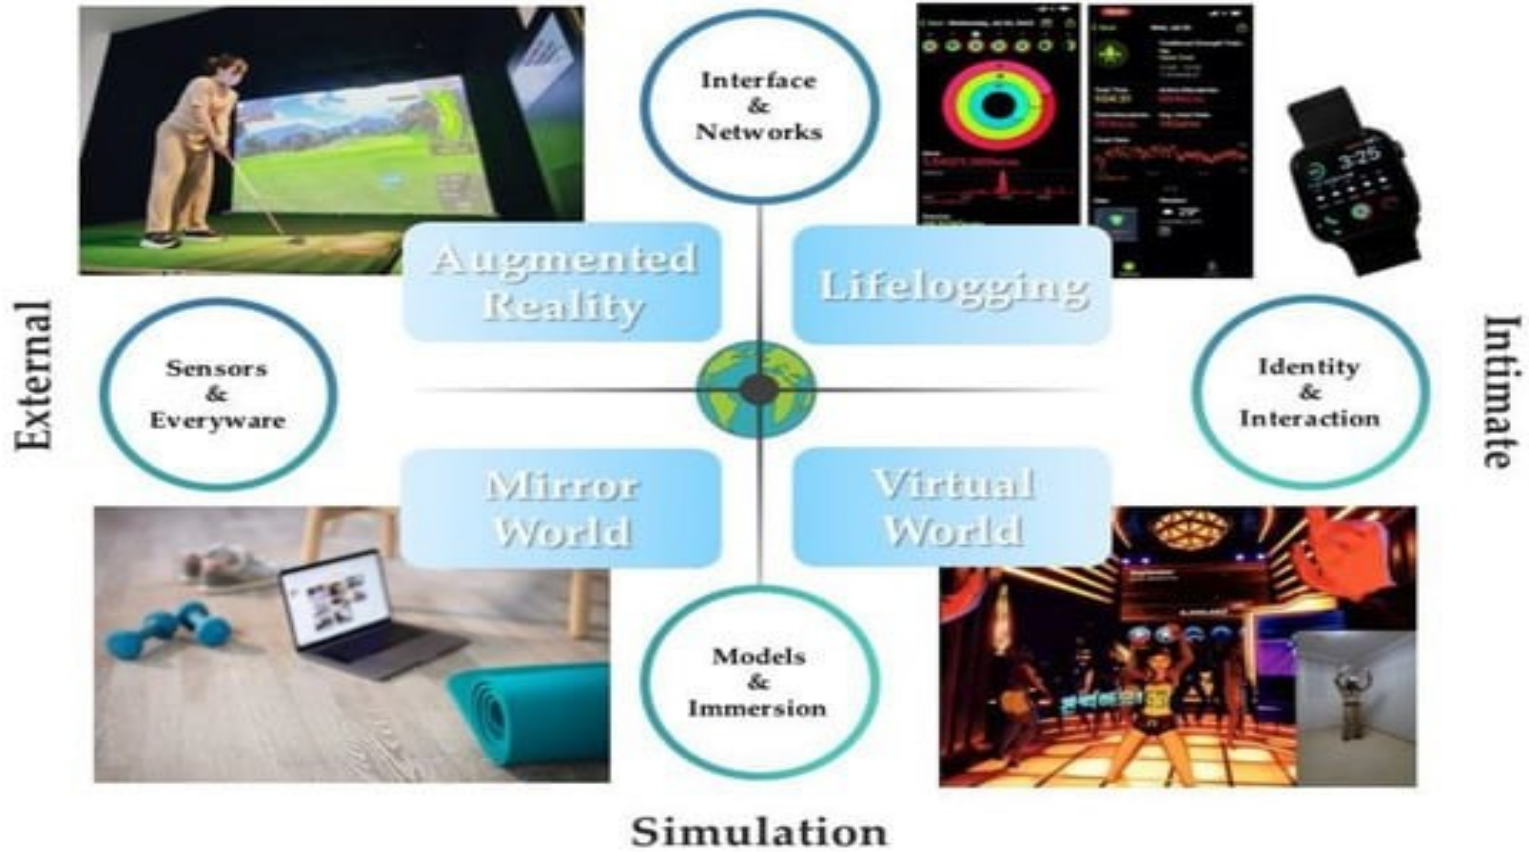 Interface
&
Networks
Augmented
Reality
Lifelogging
3:25
External
Sensors
&
Everyware
Identity
&
Interaction
Intimate
Mirror
World
Virtual
World
Models
&
Immersion
Simulation